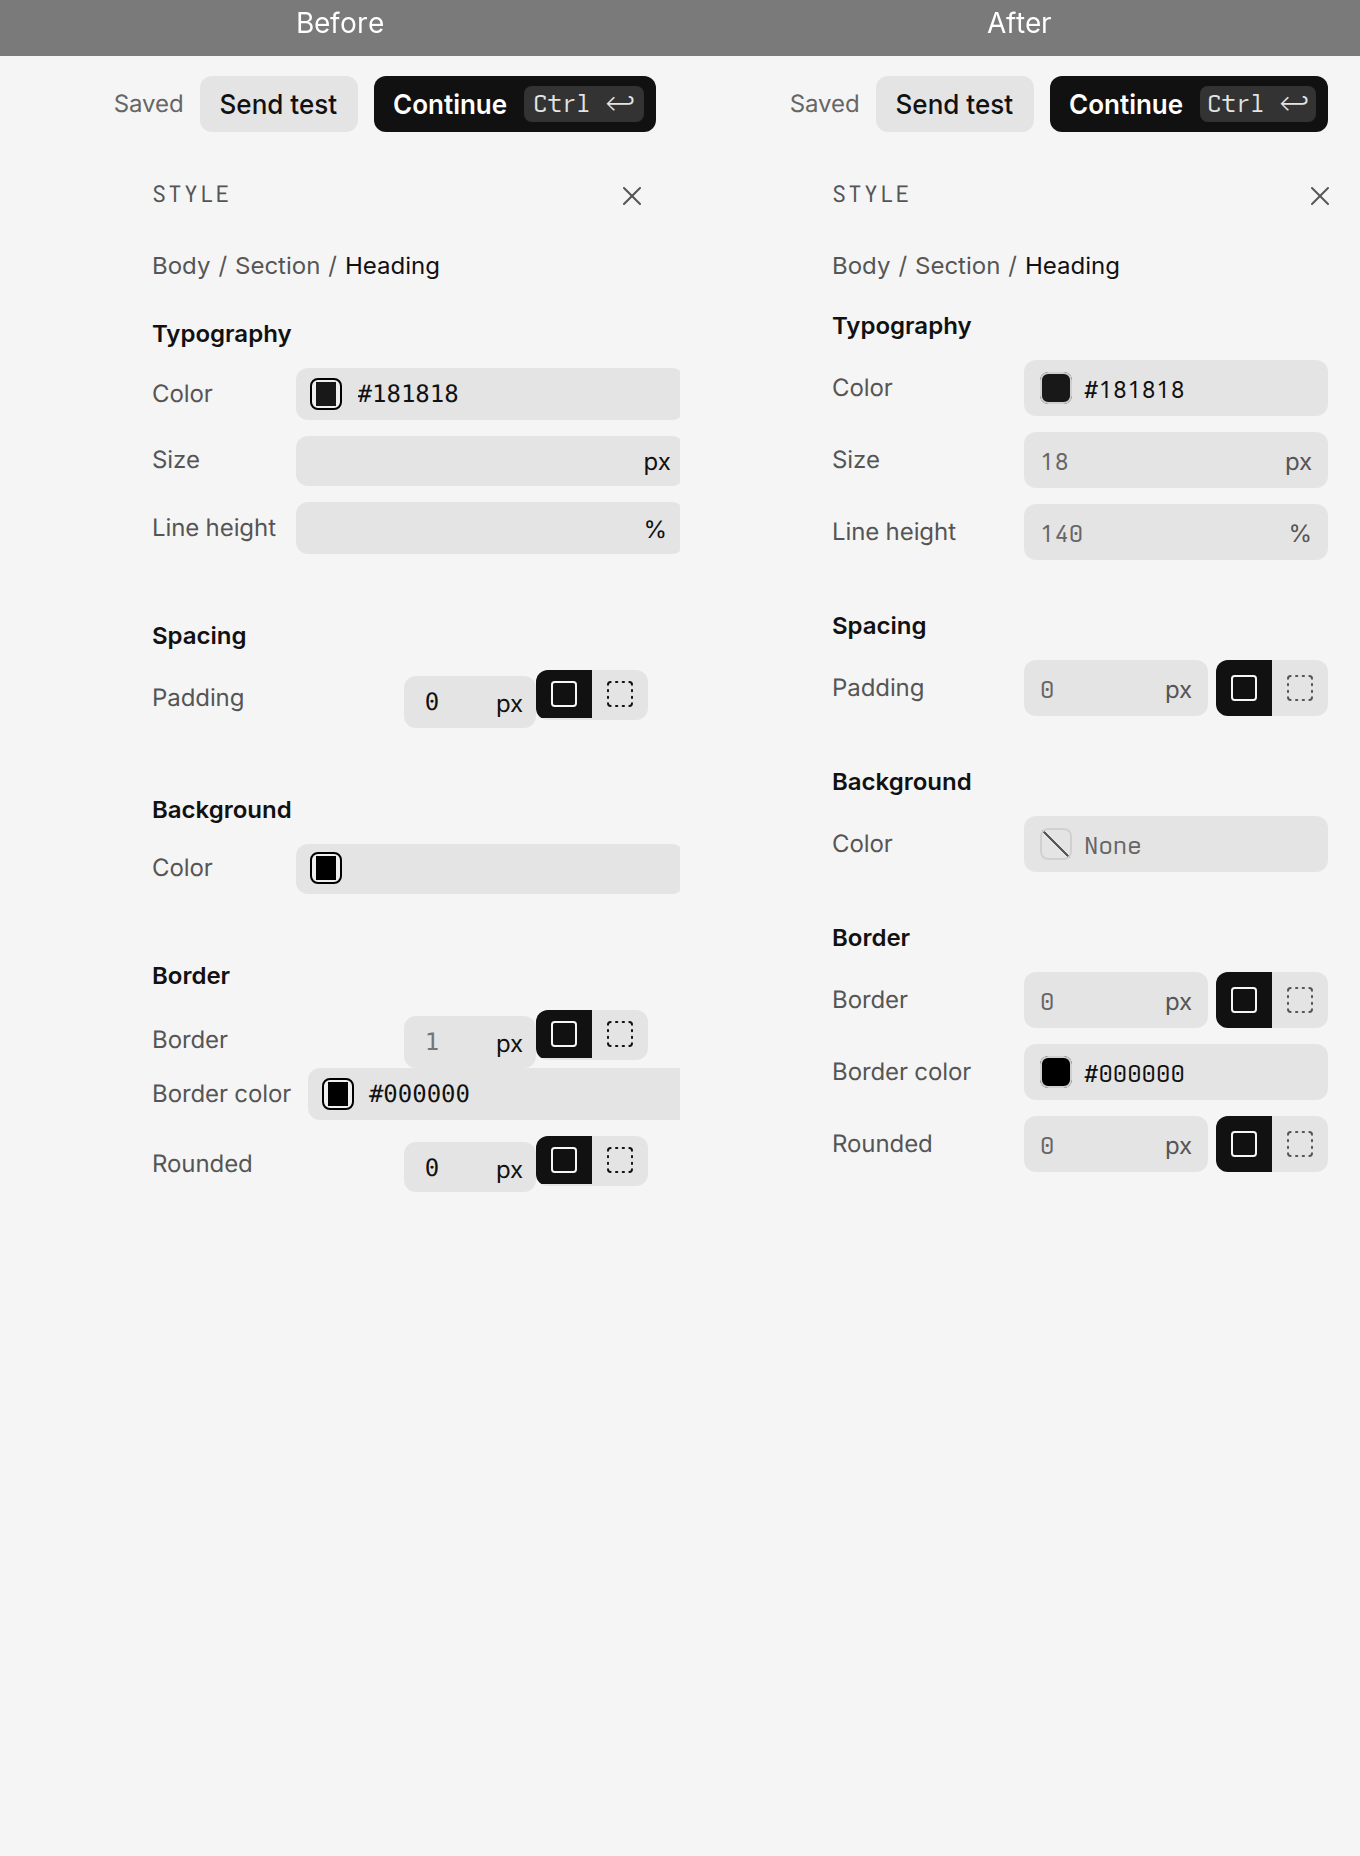 Before
After
Saved Send test Continue Ctrl ↩
Saved Send test Continue Ctrl ↩
STYLE
Body / Section / Heading
Typography
Color #181818
Size px
Line height %
Spacing
Padding 0 px
Background
Color
Border
Border 1 px
Border color #000000
Rounded 0 px
STYLE
Body / Section / Heading
Typography
Color #181818
Size 18 px
Line height 140 %
Spacing
Padding 0 px
Background
Color None
Border
Border 0 px
Border color #000000
Rounded 0 px